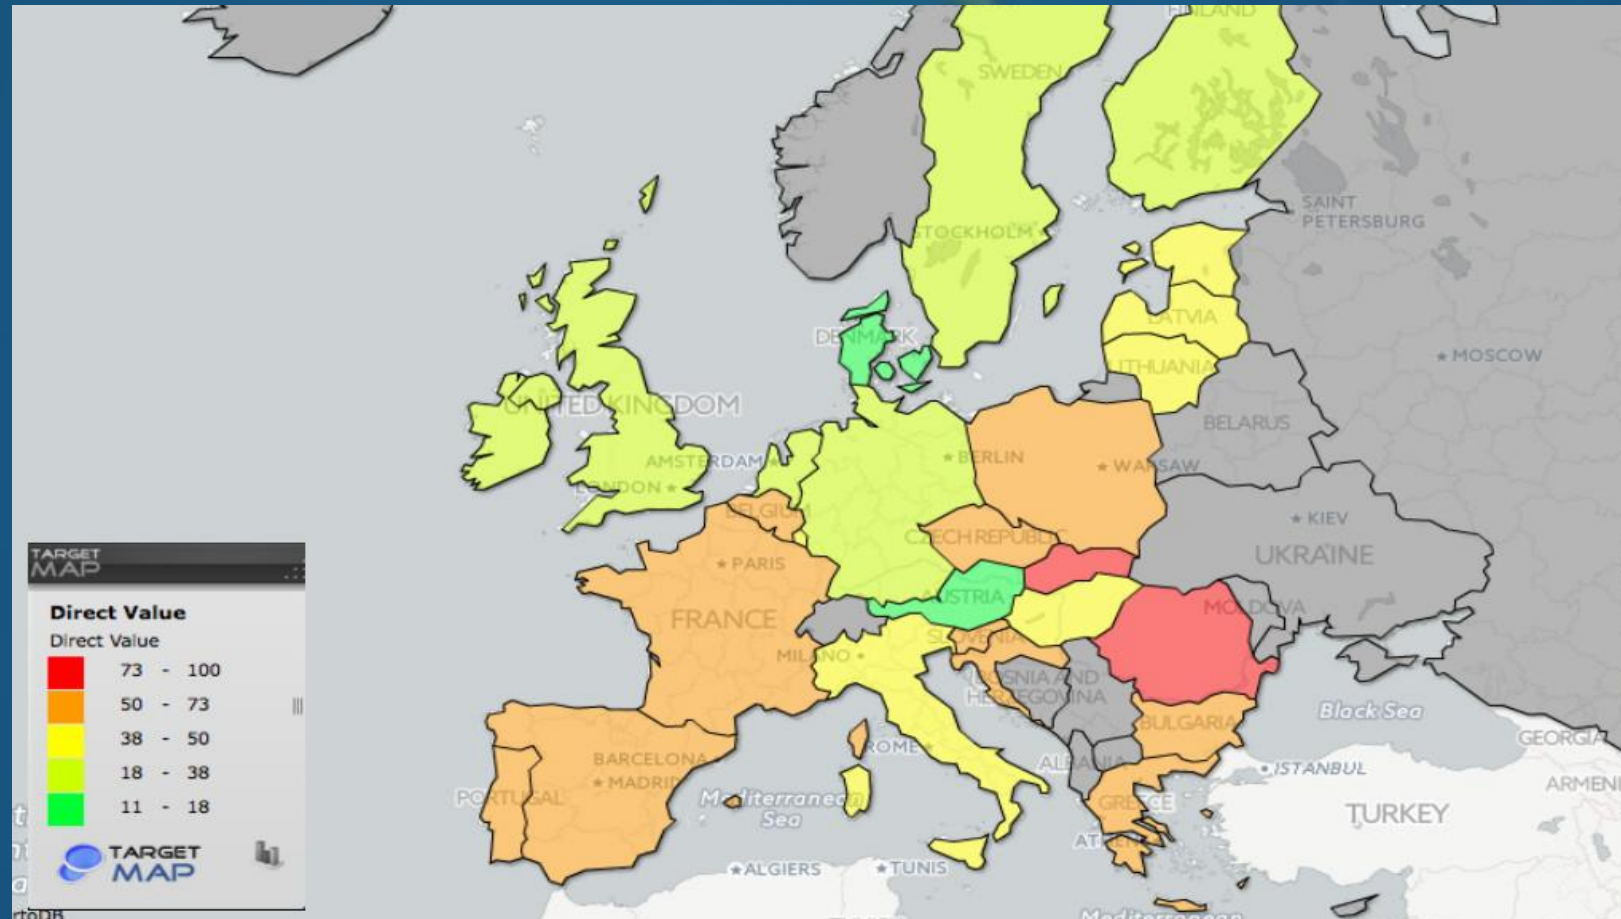 FINLAND
SWEDEN
SAINT
PETERSBURG
STOCKHOLM
DENMARK
LATVIA
MOSCOW
LITHUANIA
UNITED KINGDOM
BELARUS
AMSTERDAM
BERLIN
WARSAW
LONDON
BELGIUM
KIEV
CZECH REPUBLIC
UKRAINE
PARIS
AUSTRIA
MOLDOVA
FRANCE
SLOVENIA
MILANO
BOSNIA AND
HERZEGOVINA
Black Sea
BULGARIA
GEORGIA
ROME
BARCELONA
ALBANIA
ISTANBUL
MADRID
ARMENI
PORTUGAL
Mediterranean
Sea
GREECE
TURKEY
ATHENS
ALGIERS
TUNIS
Mediterranean
TARGET
MAP
Direct Value
Direct Value
73 - 100
50 - 73
38 - 50
18 - 38
11 - 18
TARGET
MAP
rtoDB